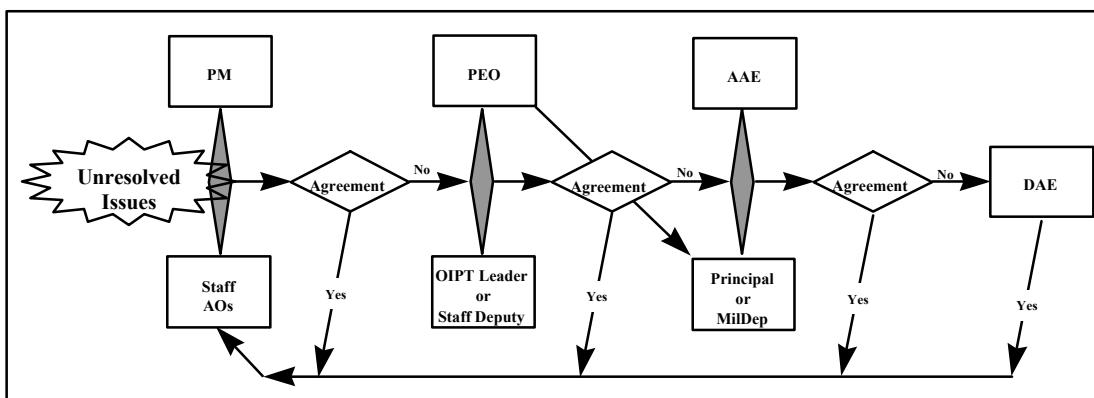 PM
PEO
AAE
Unresolved
Issues
Agreement
No
Agreement
No
Agreement
No
DAE
Staff
AOs
Yes
OIPT Leader
or
Staff Deputy
Yes
Principal
or
MilDep
Yes
Yes